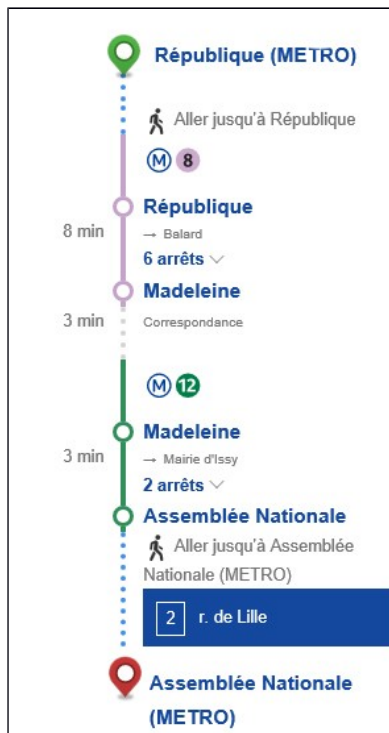 République (METRO)
Aller jusqu'à République
M 8
République
8 min
→ Balard
6 arrêts
Madeleine
3 min
Correspondance
M 12
Madeleine
3 min
→ Mairie d'Issy
2 arrêts
Assemblée Nationale
Aller jusqu'à Assemblée
Nationale (METRO)
2 r. de Lille
Assemblée Nationale
(METRO)